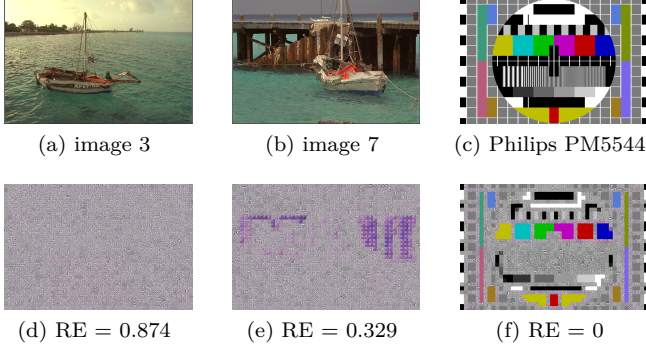 (a) image 3
(b) image 7
(c) Philips PM5544
(d) RE = 0.874
(e) RE = 0.329
(f) RE = 0